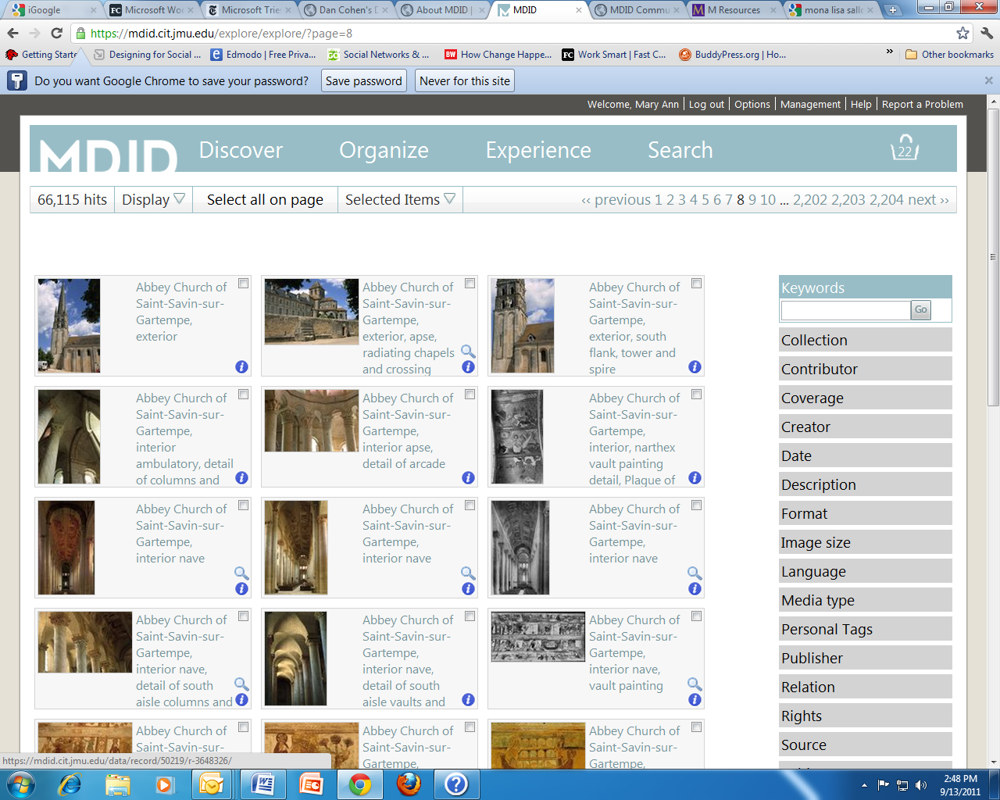 iGoogle
Microsoft Wo
Microsoft Trie
Dan Cohen's D
About MDID |
MDID
MDID Commu
M Resources
mona lisa sallo
https://mdid.cit.jmu.edu/explore/explore/?page=8
Getting Starte
Designing for Social ...
Edmodo | Free Priva...
Social Networks & ...
How Change Happe...
Work Smart | Fast C...
BuddyPress.org | Ho...
»
Other bookmarks
Do you want Google Chrome to save your password?
Save password
Never for this site
Welcome, Mary Ann | Log out | Options | Management | Help | Report a Problem
MDID
Discover
Organize
Experience
Search
22
66,115 hits
Display
Select all on page
Selected Items
‹‹ previous 1 2 3 4 5 6 7 8 9 10 ... 2,202 2,203 2,204 next ››
Abbey Church of
Saint-Savin-sur-
Gartempe,
exterior
Abbey Church of
Saint-Savin-sur-
Gartempe,
exterior, apse,
radiating chapels
and crossing
Abbey Church of
Saint-Savin-sur-
Gartempe,
exterior, south
flank, tower and
spire
Abbey Church of
Saint-Savin-sur-
Gartempe,
interior
ambulatory, detail
of columns and
Abbey Church of
Saint-Savin-sur-
Gartempe,
interior apse,
detail of arcade
Abbey Church of
Saint-Savin-sur-
Gartempe,
interior, narthex
vault painting
detail, Plague of
Abbey Church of
Saint-Savin-sur-
Gartempe,
interior nave
Abbey Church of
Saint-Savin-sur-
Gartempe,
interior nave
Abbey Church of
Saint-Savin-sur-
Gartempe,
interior nave
Abbey Church of
Saint-Savin-sur-
Gartempe,
interior nave,
detail of south
aisle columns and
Abbey Church of
Saint-Savin-sur-
Gartempe,
interior nave,
detail of south
aisle vaults and
Abbey Church of
Saint-Savin-sur-
Gartempe,
interior nave,
vault painting
Abbey Church of
Saint-Savin-sur-
Gartempe,
Abbey Church of
Saint-Savin-sur-
Gartempe,
Abbey Church of
Saint-Savin-sur-
Gartempe,
Keywords
Go
Collection
Contributor
Coverage
Creator
Date
Description
Format
Image size
Language
Media type
Personal Tags
Publisher
Relation
Rights
Source
https://mdid.cit.jmu.edu/data/record/50219/r-3648326/
2:48 PM
9/13/2011